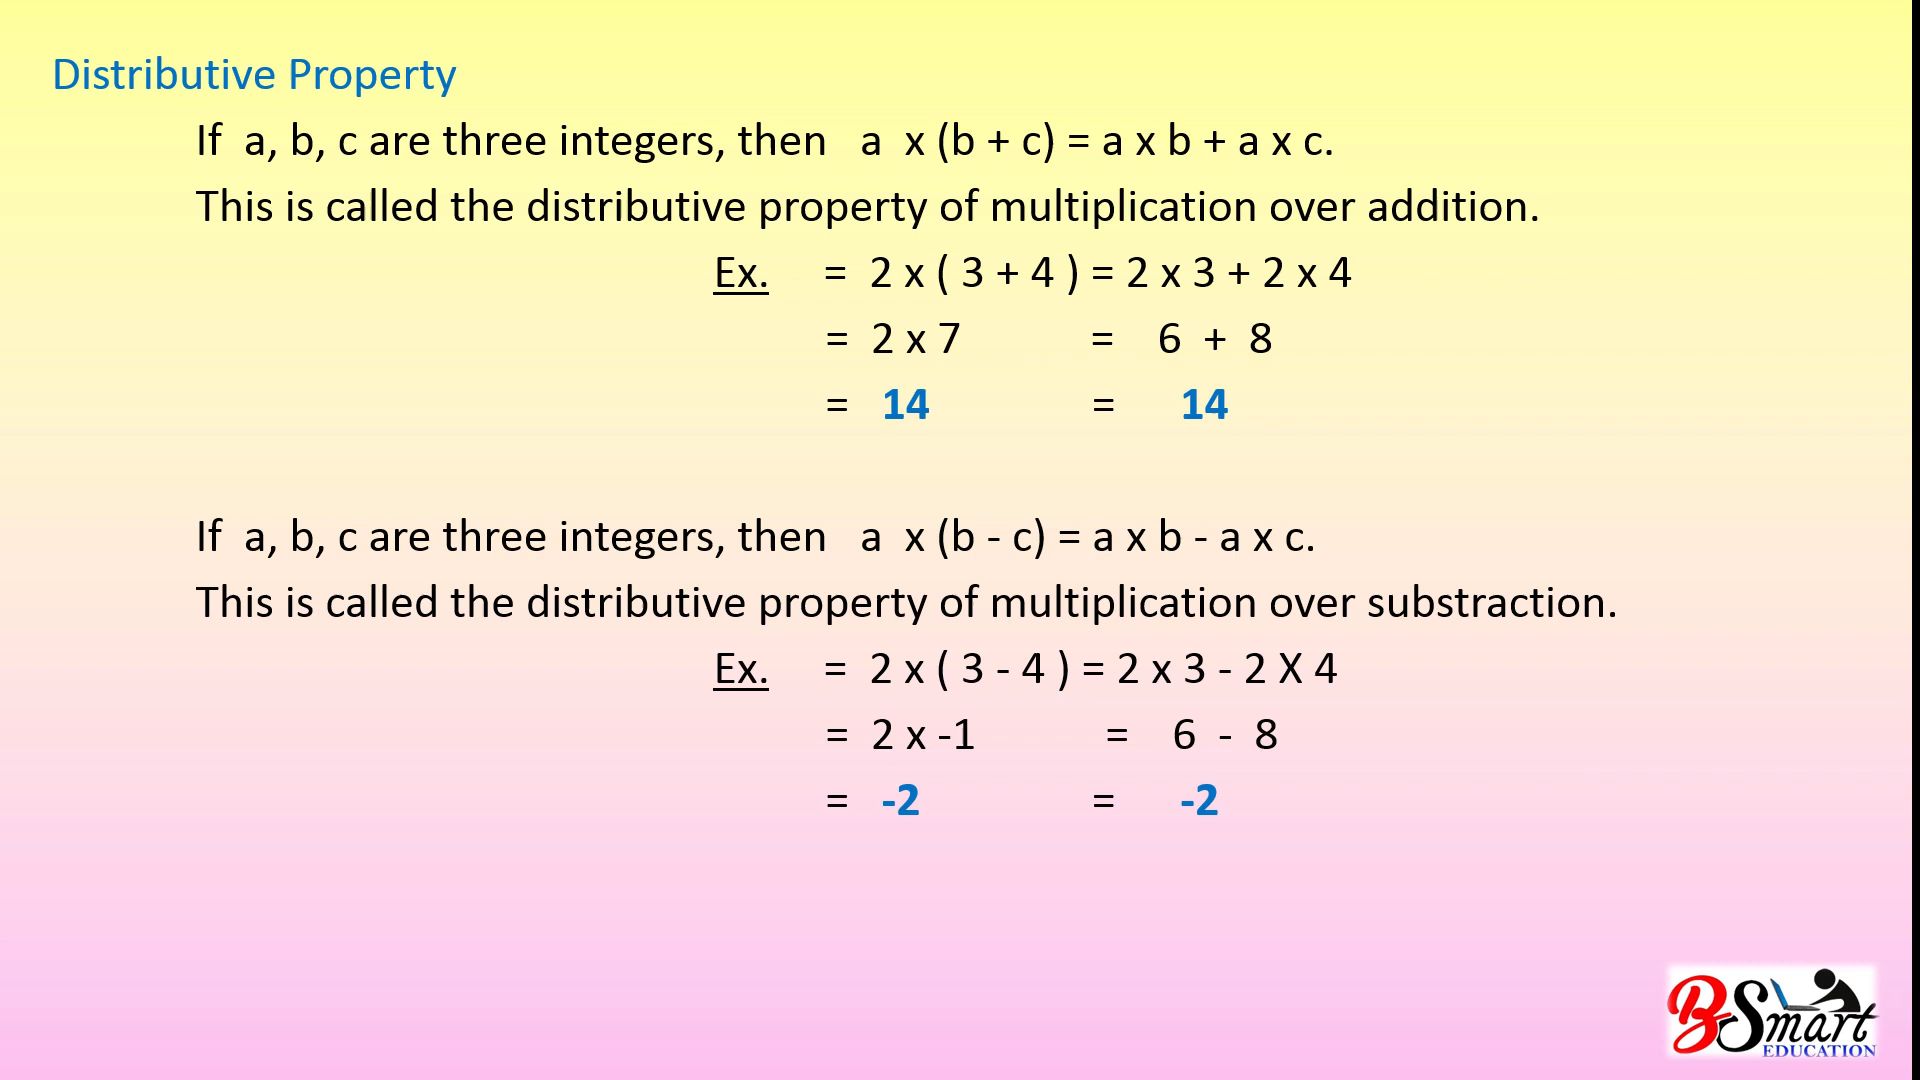 Distributive Property
If a, b, c are three integers, then a x (b + c) = a x b + a x c.
This is called the distributive property of multiplication over addition.
Ex. = 2 x ( 3 + 4 ) = 2 x 3 + 2 x 4
= 2 x 7 = 6 + 8
= 14 = 14
If a, b, c are three integers, then a x (b - c) = a x b - a x c.
This is called the distributive property of multiplication over substraction.
Ex. = 2 x ( 3 - 4 ) = 2 x 3 - 2 X 4
= 2 x -1 = 6 - 8
= -2 = -2
B Smart
EDUCATION